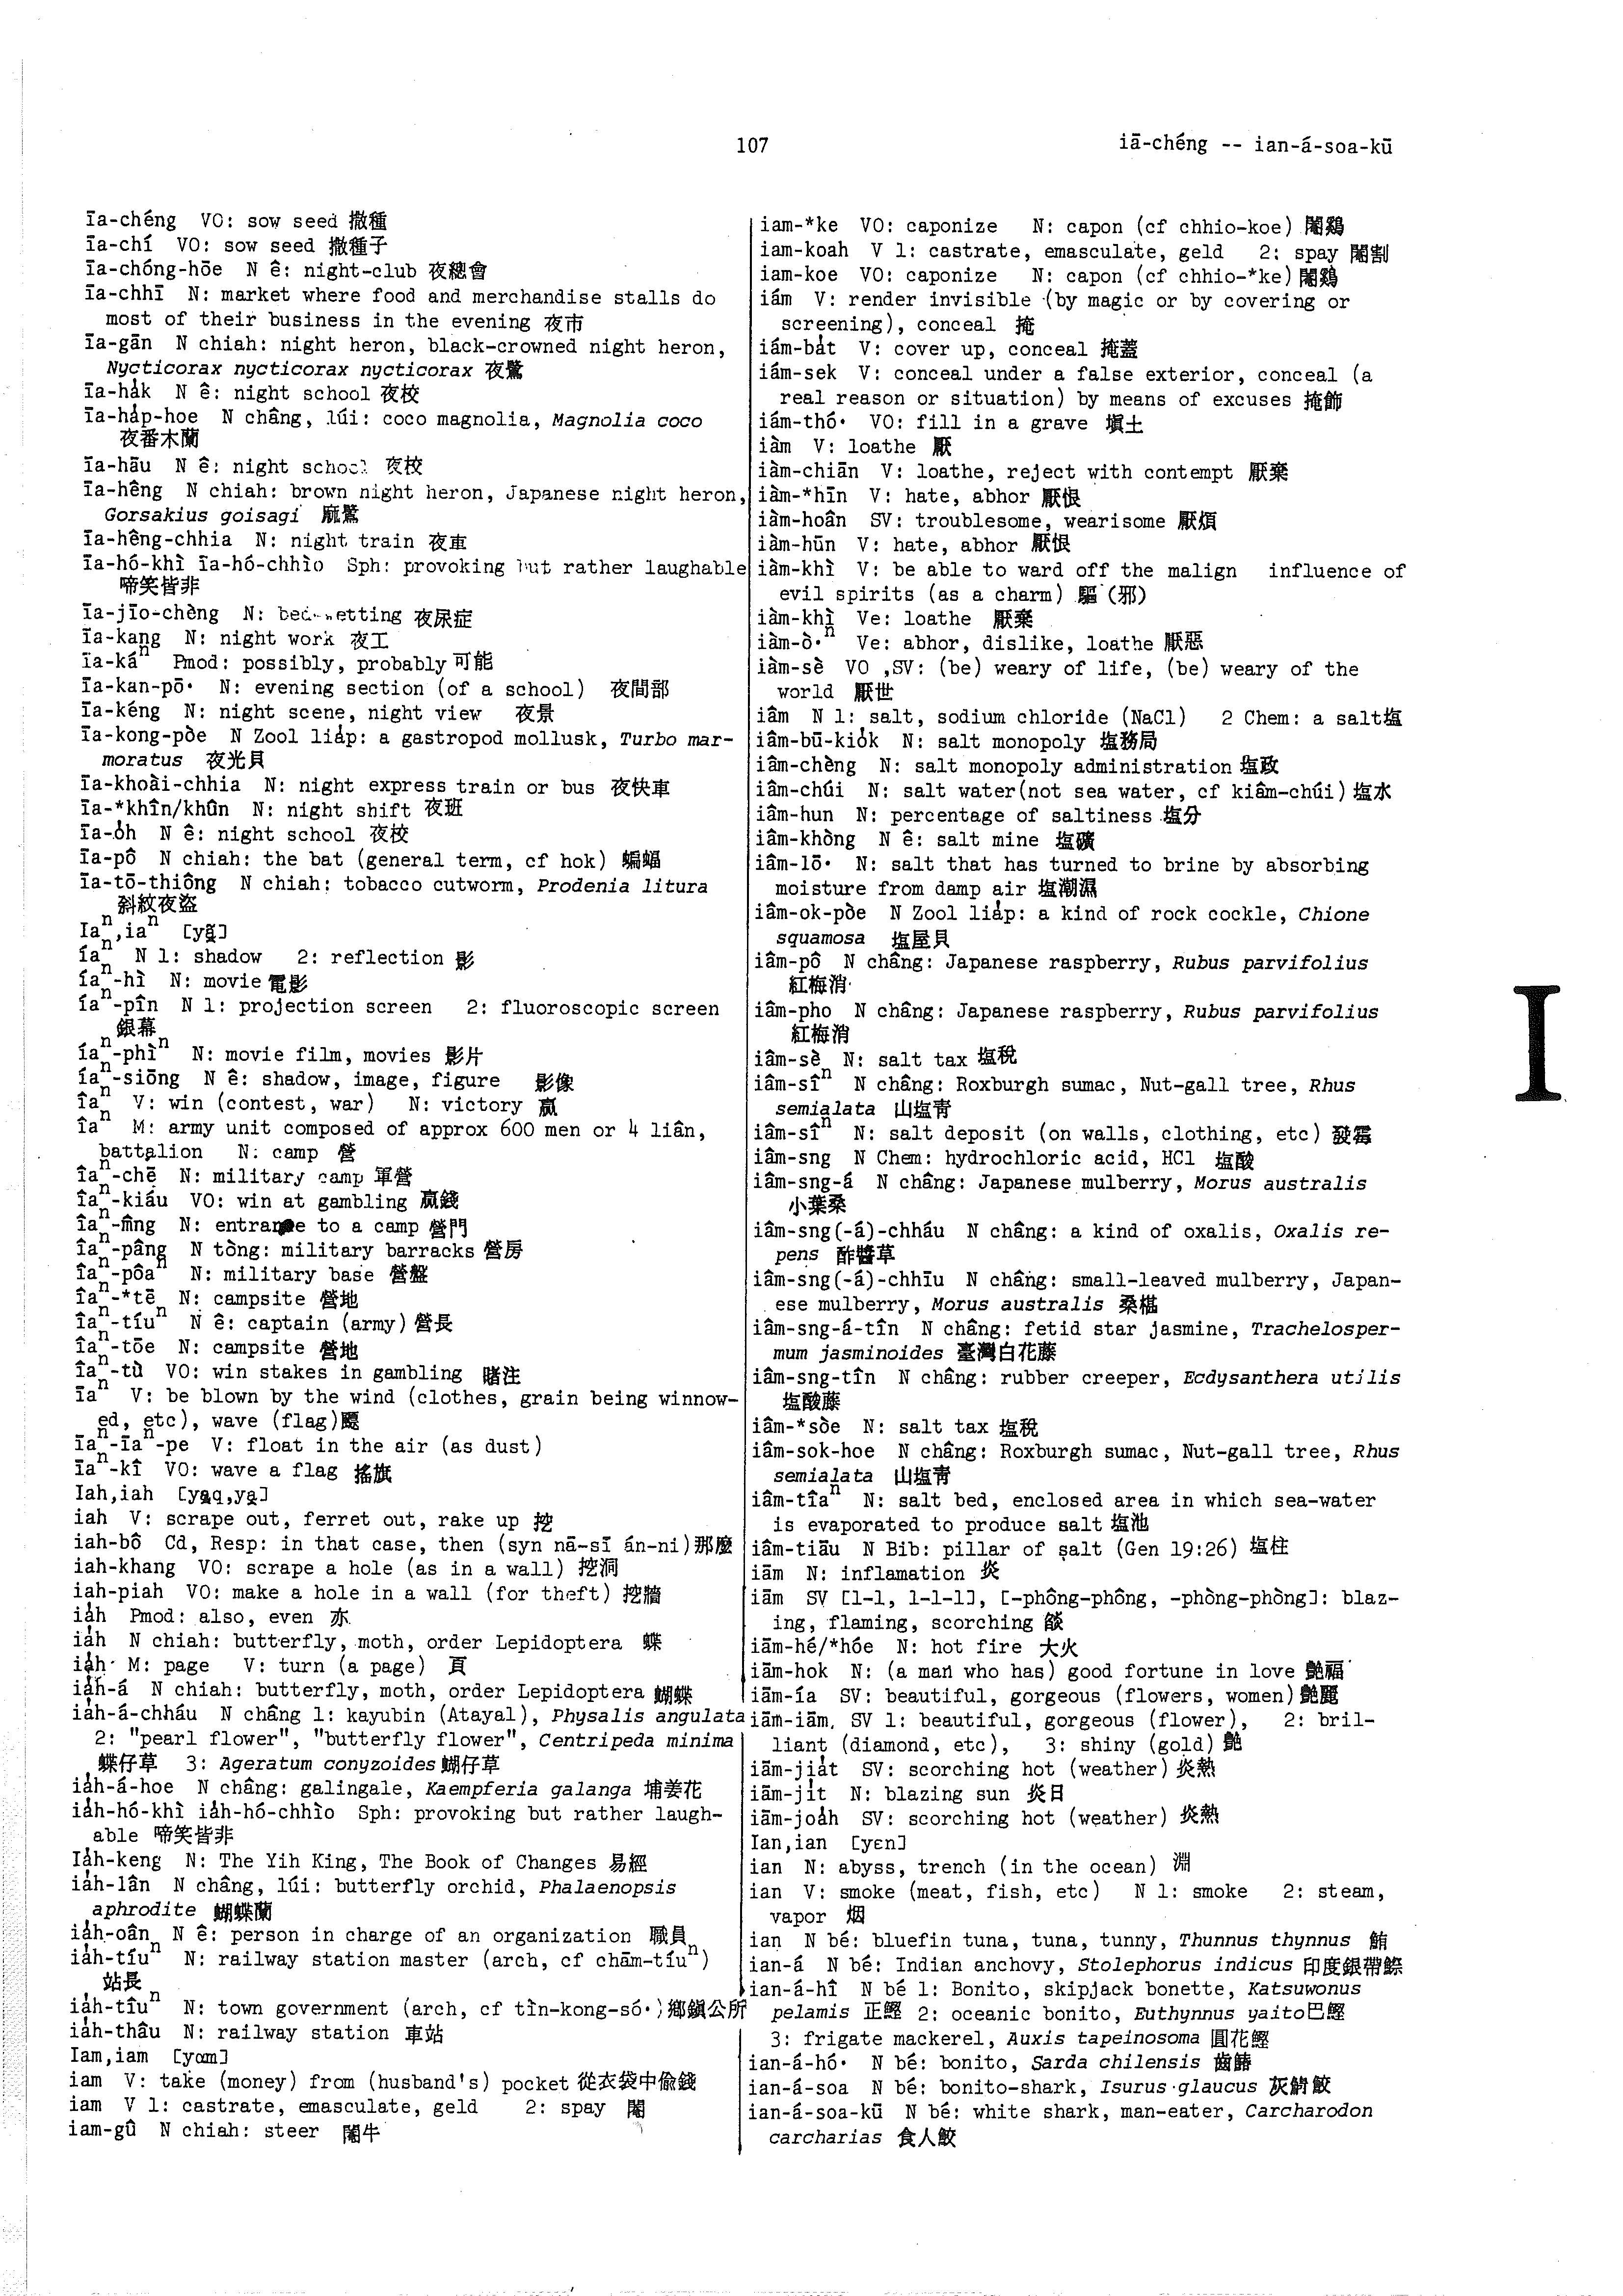 107
iā-chéng -- ian-á-soa-kū
īa-chéng VO: sow seed 撒種
īa-chí VO: sow seed 撒種子
īa-chóng-hōe N ê: night-club 夜總會
īa-chhī N: market where food and merchandise stalls do
most of their business in the evening 夜市
īa-gān N chiah: night heron, black-crowned night heron,
Nycticorax nycticorax nycticorax 夜鷺
īa-ha̍k N ê: night school 夜校
īa-ha̍p-hoe N châng, lúi: coco magnolia, Magnolia coco
夜番木蘭
īa-hāu N ê: night school 夜校
īa-hêng N chiah: brown night heron, Japanese night heron,
Gorsakius goisagi 麻鷺
īa-hêng-chhia N: night train 夜車
īa-hó-khì īa-hó-chhìo Sph: provoking but rather laughable
啼笑皆非
īa-jīo-chèng N: bed-wetting 夜尿症
īa-kang N: night work 夜工
īa-káⁿ Pmod: possibly, probably 可能
īa-kan-pō· N: evening section (of a school) 夜間部
īa-kéng N: night scene, night view 夜景
īa-kong-pòe N Zool lia̍p: a gastropod mollusk, Turbo mar-
moratus 夜光貝
īa-khoài-chhia N: night express train or bus 夜快車
īa-*khîn/khûn N: night shift 夜班
īa-o̍h N ê: night school 夜校
īa-pô N chiah: the bat (general term, cf hok) 蝙蝠
īa-tō-thiông N chiah: tobacco cutworm, Prodenia litura
斜紋夜盜
Iaⁿ,iaⁿ [yã]
íaⁿ N 1: shadow 2: reflection 影
íaⁿ-hì N: movie 電影
íaⁿ-pîn N 1: projection screen 2: fluoroscopic screen
銀幕
íaⁿ-phìⁿ N: movie film, movies 影片
íaⁿ-siōng N ê: shadow, image, figure 影像
îaⁿ V: win (contest, war) N: victory 贏
îaⁿ M: army unit composed of approx 600 men or 4 liân,
battalion N: camp 營
îaⁿ-chē N: military camp 軍營
îaⁿ-kiáu VO: win at gambling 贏錢
îaⁿ-mn̂g N: entrance to a camp 營門
îaⁿ-pâng N tòng: military barracks 營房
îaⁿ-pôaⁿ N: military base 營盤
îaⁿ-*tē N: campsite 營地
îaⁿ-tíuⁿ N ê: captain (army) 營長
îaⁿ-tōe N: campsite 營地
îaⁿ-tù VO: win stakes in gambling 賭注
īaⁿ V: be blown by the wind (clothes, grain being winnow-
ed, etc), wave (flag)
īaⁿ-īaⁿ-pe V: float in the air (as dust)
īaⁿ-kî VO: wave a flag 搖旗
Iah,iah [yaq,ya]
iah V: scrape out, ferret out, rake up 挖
iah-bô Cd, Resp: in that case, then (syn nā-sī án-ni) 那麼
iah-khang VO: scrape a hole (as in a wall) 挖洞
iah-piah VO: make a hole in a wall (for theft) 挖牆
ia̍h Pmod: also, even 亦
ia̍h N chiah: butterfly, moth, order Lepidoptera 蝶
ia̍h M: page V: turn (a page) 頁
ia̍h-á N chiah: butterfly, moth, order Lepidoptera 蝴蝶
ia̍h-á-chháu N châng 1: kayubin (Atayal), Physalis angulata
2: "pearl flower", "butterfly flower", Centripeda minima
蝶仔草 3: Ageratum conyzoides 蝴仔草
ia̍h-á-hoe N châng: galingale, Kaempferia galanga 埔姜花
ia̍h-hó-khì ia̍h-hó-chhìo Sph: provoking but rather laugh-
able 啼笑皆非
Ia̍h-keng N: The Yih King, The Book of Changes 易經
ia̍h-lân N châng, lúi: butterfly orchid, Phalaenopsis
aphrodite 蝴蝶蘭
ia̍h-oân N ê: person in charge of an organization 職員
ia̍h-tíuⁿ N: railway station master (arch, cf chām-tíuⁿ)
站長
ia̍h-tîuⁿ N: town government (arch, cf tìn-kong-só·) 鄉鎮公所
ia̍h-thâu N: railway station 車站
Iam,iam [yɑm]
iam V: take (money) from (husband's) pocket 從衣袋中偷錢
iam V 1: castrate, emasculate, geld 2: spay 閹
iam-gû N chiah: steer 閹牛
iam-*ke VO: caponize N: capon (cf chhio-koe) 閹鷄
iam-koah V 1: castrate, emasculate, geld 2: spay 閹割
iam-koe VO: caponize N: capon (cf chhio-*ke) 閹鷄
iám V: render invisible (by magic or by covering or
screening), conceal 掩
iám-ba̍t V: cover up, conceal 掩蓋
iám-sek V: conceal under a false exterior, conceal (a
real reason or situation) by means of excuses 掩飾
iám-thó· VO: fill in a grave 塡土
iàm V: loathe 厭
iàm-chiān V: loathe, reject with contempt 厭棄
iàm-*hīn V: hate, abhor 厭恨
iàm-hoân SV: troublesome, wearisome 厭煩
iàm-hūn V: hate, abhor 厭恨
iàm-khì V: be able to ward off the malign influence of
evil spirits (as a charm) 驅(邪)
iàm-khì Ve: loathe 厭棄
iàm-ò·ⁿ Ve: abhor, dislike, loathe 厭惡
iàm-sè VO ,SV: (be) weary of life, (be) weary of the
world 厭世
iâm N 1: salt, sodium chloride (NaCl) 2 Chem: a salt塩
iâm-bū-kio̍k N: salt monopoly 塩務局
iâm-chèng N: salt monopoly administration 塩政
iâm-chúi N: salt water(not sea water, cf kiâm-chúi) 塩水
iâm-hun N: percentage of saltiness 塩分
iâm-khòng N ê: salt mine 塩礦
iâm-lō· N: salt that has turned to brine by absorbing
moisture from damp air 塩潮濕
iâm-ok-pòe N Zool lia̍p: a kind of rock cockle, Chione
squamosa 塩屋貝
iâm-pô N châng: Japanese raspberry, Rubus parvifolius
紅梅消
iâm-pho N châng: Japanese raspberry, Rubus parvifolius
紅梅消
iâm-sè N: salt tax 塩稅
iâm-sîⁿ N châng: Roxburgh sumac, Nut-gall tree, Rhus
semialata 山塩靑
iâm-sîⁿ N: salt deposit (on walls, clothing, etc) 發霉
iâm-sng N Chem: hydrochloric acid, HCl 塩酸
iâm-sng-á N châng: Japanese mulberry, Morus australis
小葉桑
iâm-sng(-á)-chháu N châng: a kind of oxalis, Oxalis re-
pens 酢醬草
iâm-sng(-á)-chhīu N châng: small-leaved mulberry, Japan-
ese mulberry, Morus australis 桑椹
iâm-sng-á-tîn N châng: fetid star jasmine, Trachelosper-
mum jasminoides 臺灣白花藤
iâm-sng-tîn N châng: rubber creeper, Ecdysanthera utilis
塩酸藤
iâm-*sòe N: salt tax 塩稅
iâm-sok-hoe N châng: Roxburgh sumac, Nut-gall tree, Rhus
semialata 山塩靑
iâm-tîaⁿ N: salt bed, enclosed area in which sea-water
is evaporated to produce salt 塩池
iâm-tiāu N Bib: pillar of salt (Gen 19:26) 塩柱
iām N: inflamation 炎
iām SV [1-1, 1-1-1], [-phông-phông, -phòng-phòng]: blaz-
ing, flaming, scorching 燄
iām-hé/*hóe N: hot fire 大火
iām-hok N: (a man who has) good fortune in love 艶福
iām-ía SV: beautiful, gorgeous (flowers, women) 艶麗
iām-iām, SV 1: beautiful, gorgeous (flower), 2: bril-
liant (diamond, etc), 3: shiny (gold) 艶
iām-jia̍t SV: scorching hot (weather) 炎熱
iām-ji̍t N: blazing sun 炎日
iām-joa̍h SV: scorching hot (weather) 炎熱
Ian,ian [yɛn]
ian N: abyss, trench (in the ocean) 淵
ian V: smoke (meat, fish, etc) N 1: smoke 2: steam,
vapor 烟
ian N bé: bluefin tuna, tuna, tunny, Thunnus thynnus 鮪
ian-á N bé: Indian anchovy, Stolephorus indicus 印度銀帶鰶
ian-á-hî N bé 1: Bonito, skipjack bonette, Katsuwonus
pelamis 正鰹 2: oceanic bonito, Euthynnus yaito巴鰹
3: frigate mackerel, Auxis tapeinosoma 圓花鰹
ian-á-hó· N bé: bonito, Sarda chilensis 齒鰆
ian-á-soa N bé: bonito-shark, Isurus glaucus 灰鯖鮫
ian-á-soa-kū N bé: white shark, man-eater, Carcharodon
carcharias 食人鮫
I